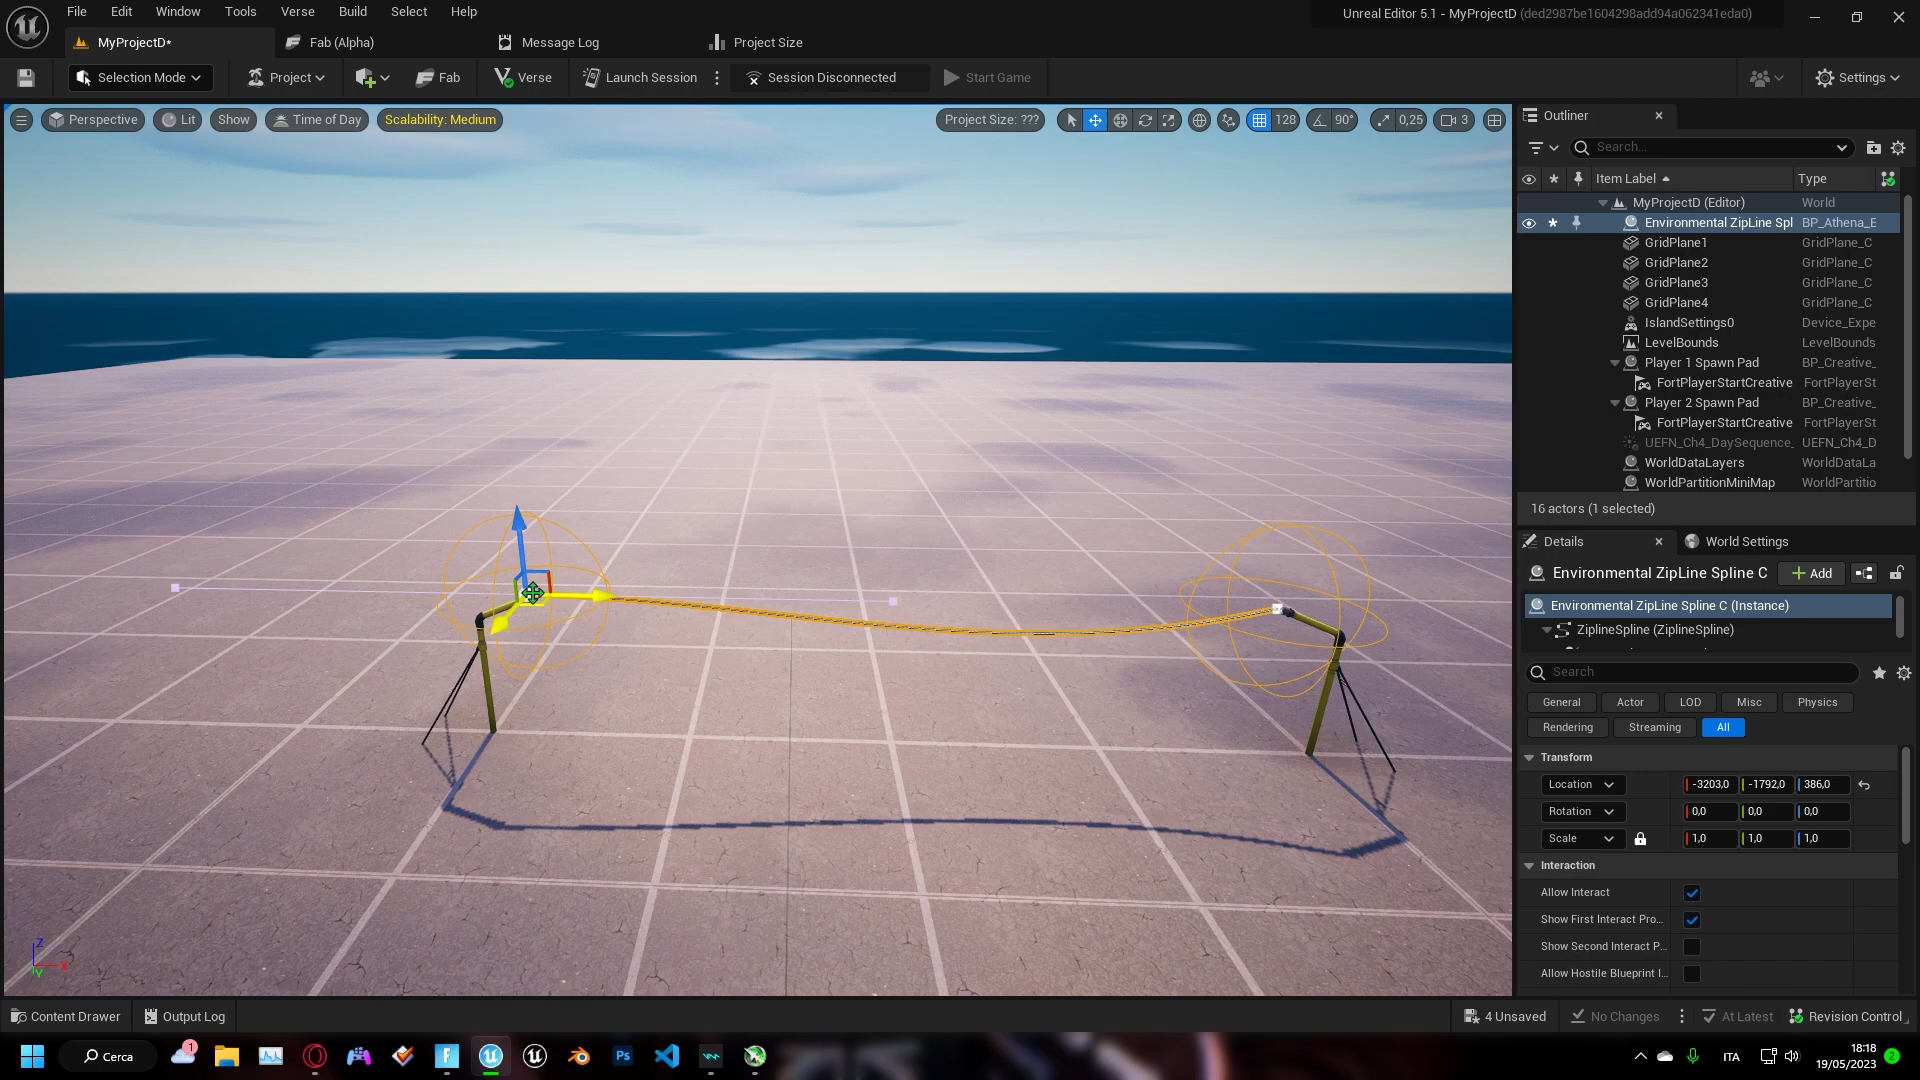 File Edit Window Tools Verse Build Select Help
Unreal Editor 5.1 - MyProjectD (ded2987be1604298add94a062341eda0)
MyProjectD*
Fab (Alpha)
Message Log
Project Size
Selection Mode
Project
Fab
Verse
Launch Session
Session Disconnected
Start Game
Settings
Perspective
Lit
Show
Time of Day
Scalability: Medium
Project Size: ???
128
90°
0,25
3
Outliner
Search...
Item Label
Type
MyProjectD (Editor) World
Environmental ZipLine Spl BP_Athena_E
GridPlane1 GridPlane_C
GridPlane2 GridPlane_C
GridPlane3 GridPlane_C
GridPlane4 GridPlane_C
IslandSettings0 Device_Expe
LevelBounds LevelBounds
Player 1 Spawn Pad BP_Creative_
FortPlayerStartCreative FortPlayerSt
Player 2 Spawn Pad BP_Creative_
FortPlayerStartCreative FortPlayerSt
UEFN_Ch4_DaySequence_ UEFN_Ch4_D
WorldDataLayers WorldDataLa
WorldPartitionMiniMap WorldPartitio
16 actors (1 selected)
Details
World Settings
Environmental ZipLine Spline C
Add
Environmental ZipLine Spline C (Instance)
ZiplineSpline (ZiplineSpline)
Search
General Actor LOD Misc Physics
Rendering Streaming All
Transform
Location -3203,0 -1792,0 386,0
Rotation 0,0 0,0 0,0
Scale 1,0 1,0 1,0
Interaction
Allow Interact
Show First Interact Pro...
Show Second Interact P...
Allow Hostile Blueprint I...
Z
X
Y
Content Drawer
Output Log
4 Unsaved
No Changes
At Latest
Revision Control
Cerca
1
ITA
18:18
19/05/2023
2